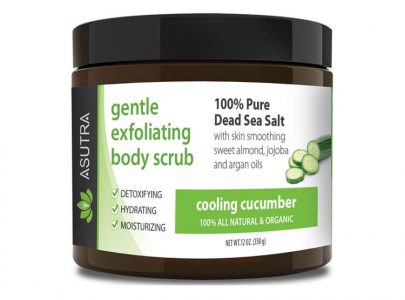 ASUTRA
gentle
exfoliating
body scrub
✓ DETOXIFYING
✓ HYDRATING
✓ MOISTURIZING
100% Pure
Dead Sea Salt
with skin smoothing
sweet almond, jojoba
and argan oils
cooling cucumber
100% ALL NATURAL & ORGANIC
NET WT. 12 OZ. (350 g)